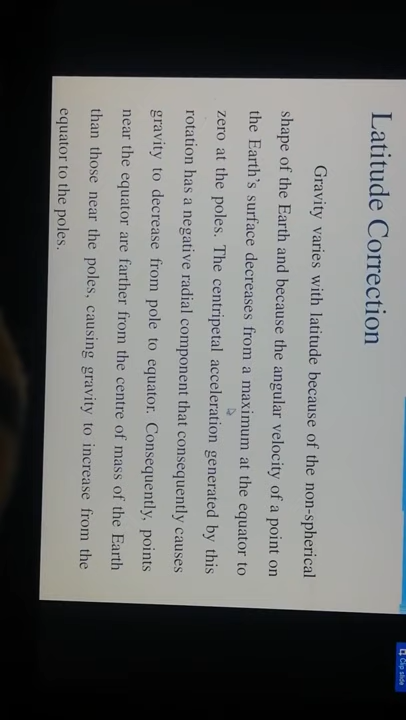 Latitude Correction
Gravity varies with latitude because of the non-spherical
shape of the Earth and because the angular velocity of a point on
the Earth's surface decreases from a maximum at the equator to
zero at the poles. The centripetal acceleration generated by this
rotation has a negative radial component that consequently causes
gravity to decrease from pole to equator. Consequently, points
near the equator are farther from the centre of mass of the Earth
than those near the poles, causing gravity to increase from the
equator to the poles.
Clip slide